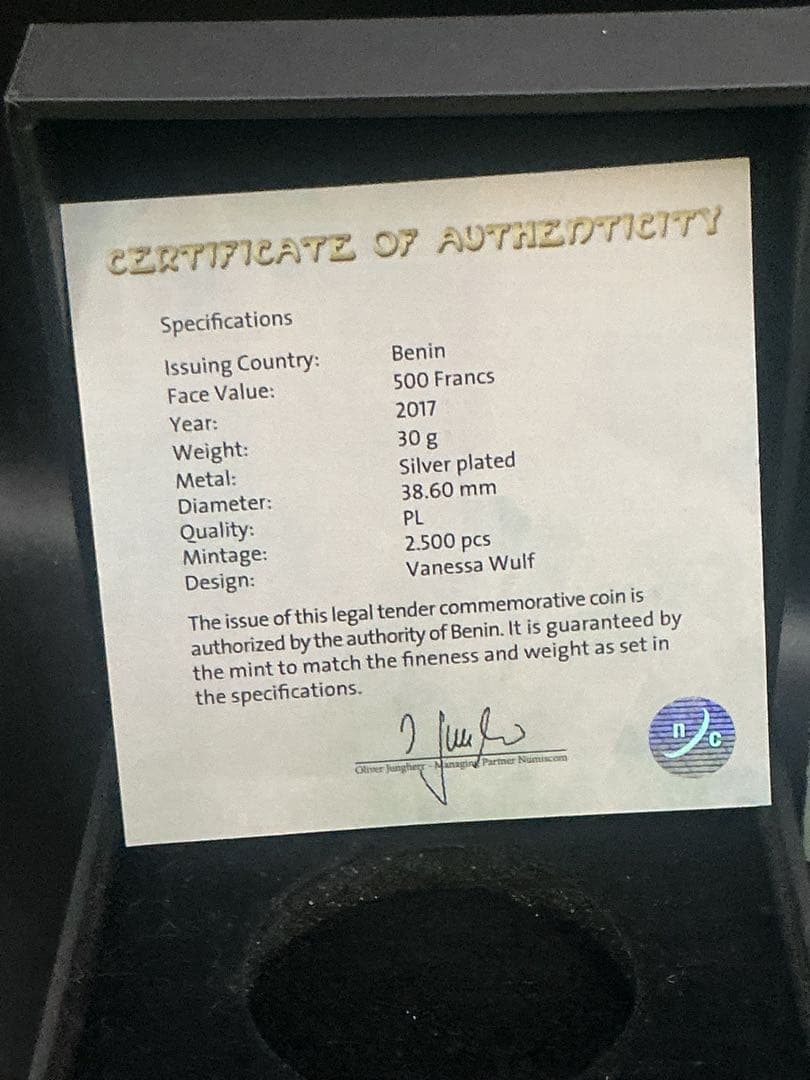 CERTIFICATE OF AUTHENTICITY
Specifications
Issuing Country: Benin
Face Value: 500 Francs
Year: 2017
Weight: 30 g
Metal: Silver plated
Diameter: 38.60 mm
Quality: PL
Mintage: 2.500 pcs
Design: Vanessa Wulf
The issue of this legal tender commemorative coin is
authorized by the authority of Benin. It is guaranteed by
the mint to match the fineness and weight as set in
the specifications.
Oliver Jungherr - Managing Partner Numiscom
n c